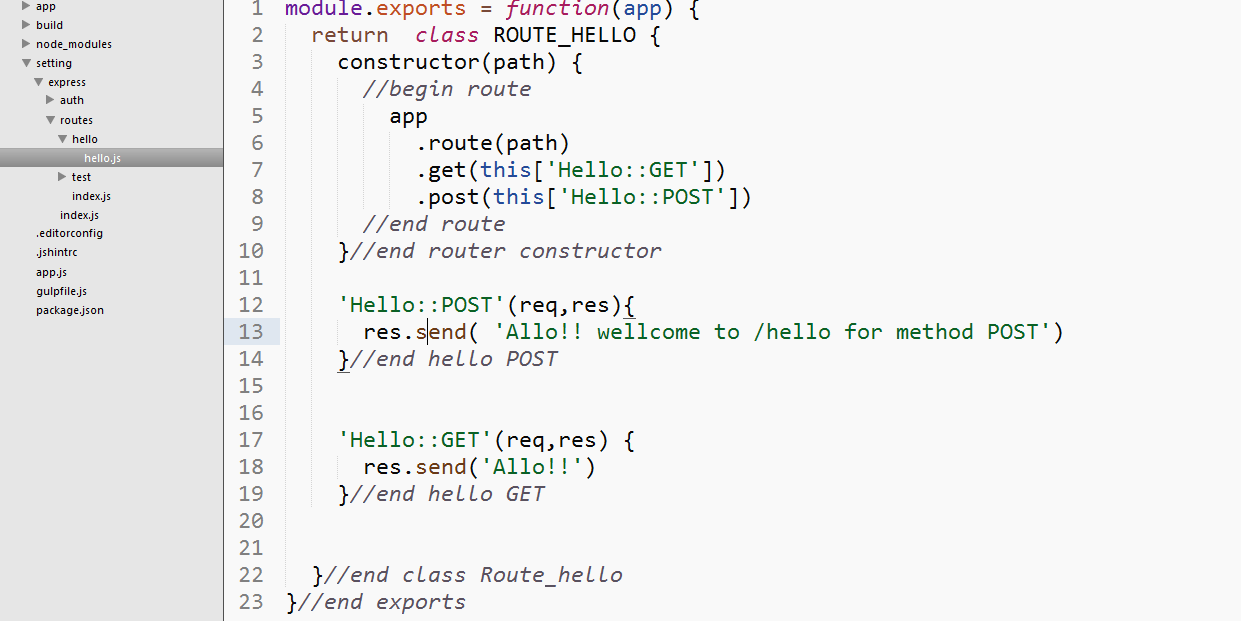 app
build
node_modules
setting
express
auth
routes
hello
hello.js
test
index.js
index.js
.editorconfig
.jshintrc
app.js
gulpfile.js
package.json
1 module.exports = function(app) {
2 return  class ROUTE_HELLO {
3 constructor(path) {
4 //begin route
5 app
6 .route(path)
7 .get(this['Hello::GET'])
8 .post(this['Hello::POST'])
9 //end route
10 }//end router constructor
11
12 'Hello::POST'(req,res){
13 res.send( 'Allo!! wellcome to /hello for method POST')
14 }//end hello POST
15
16
17 'Hello::GET'(req,res) {
18 res.send('Allo!!')
19 }//end hello GET
20
21
22 }//end class Route_hello
23 }//end exports